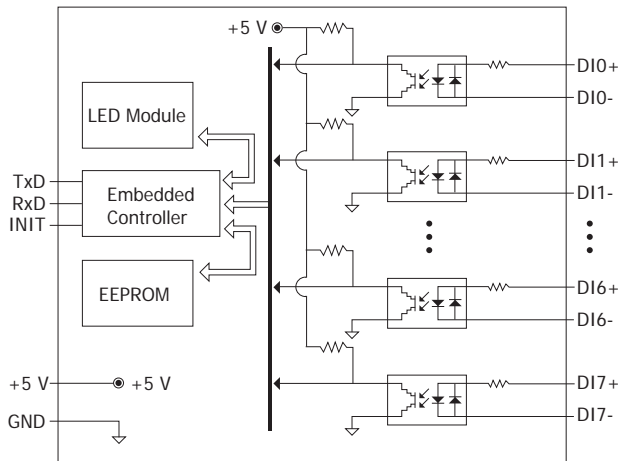 +5 V
LED Module
TxD
RxD
INIT
Embedded
Controller
EEPROM
+5 V
+5 V
GND
DI0+
DI0-
DI1+
DI1-
DI6+
DI6-
DI7+
DI7-